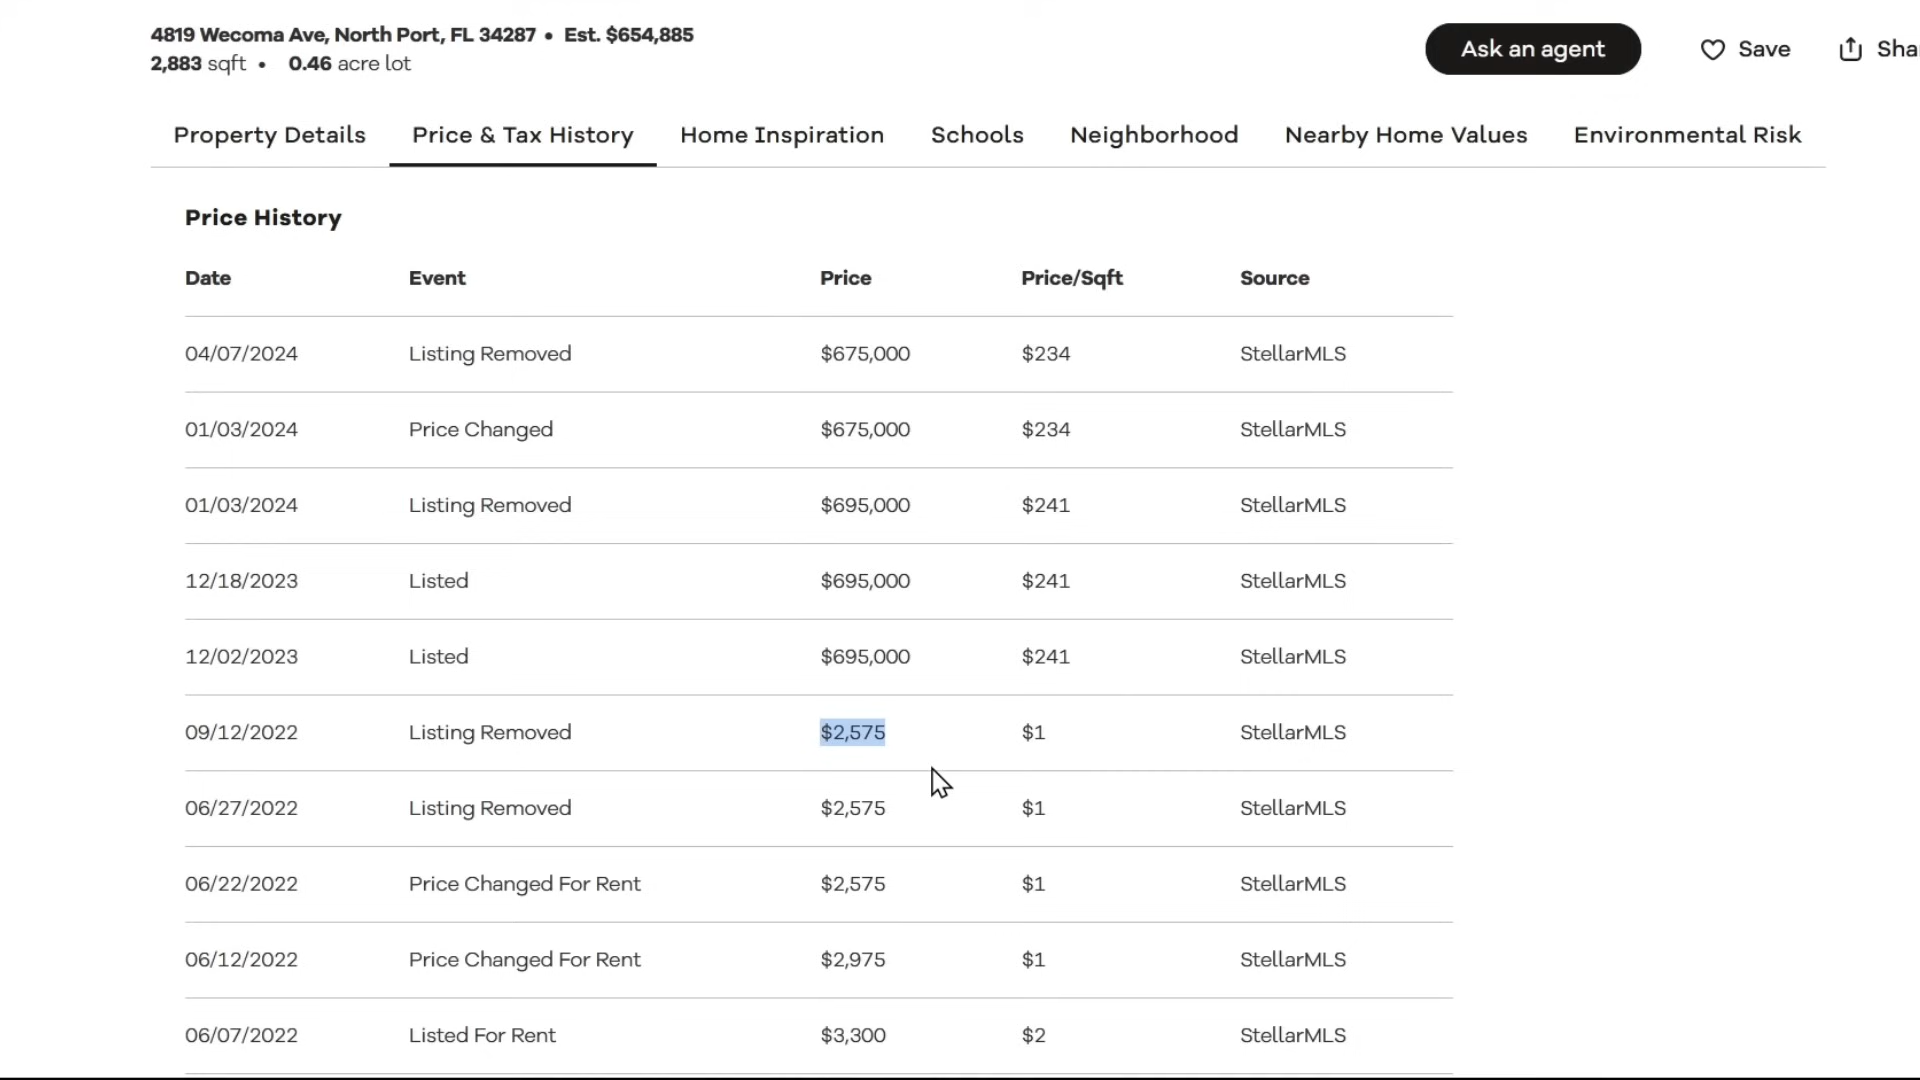 4819 Wecoma Ave, North Port, FL 34287 • Est. $654,885
2,883 sqft • 0.46 acre lot
Ask an agent
Save
Sha
Property Details Price & Tax History Home Inspiration Schools Neighborhood Nearby Home Values Environmental Risk
Price History
Date Event Price Price/Sqft Source
04/07/2024 Listing Removed $675,000 $234 StellarMLS
01/03/2024 Price Changed $675,000 $234 StellarMLS
01/03/2024 Listing Removed $695,000 $241 StellarMLS
12/18/2023 Listed $695,000 $241 StellarMLS
12/02/2023 Listed $695,000 $241 StellarMLS
09/12/2022 Listing Removed $2,575 $1 StellarMLS
06/27/2022 Listing Removed $2,575 $1 StellarMLS
06/22/2022 Price Changed For Rent $2,575 $1 StellarMLS
06/12/2022 Price Changed For Rent $2,975 $1 StellarMLS
06/07/2022 Listed For Rent $3,300 $2 StellarMLS